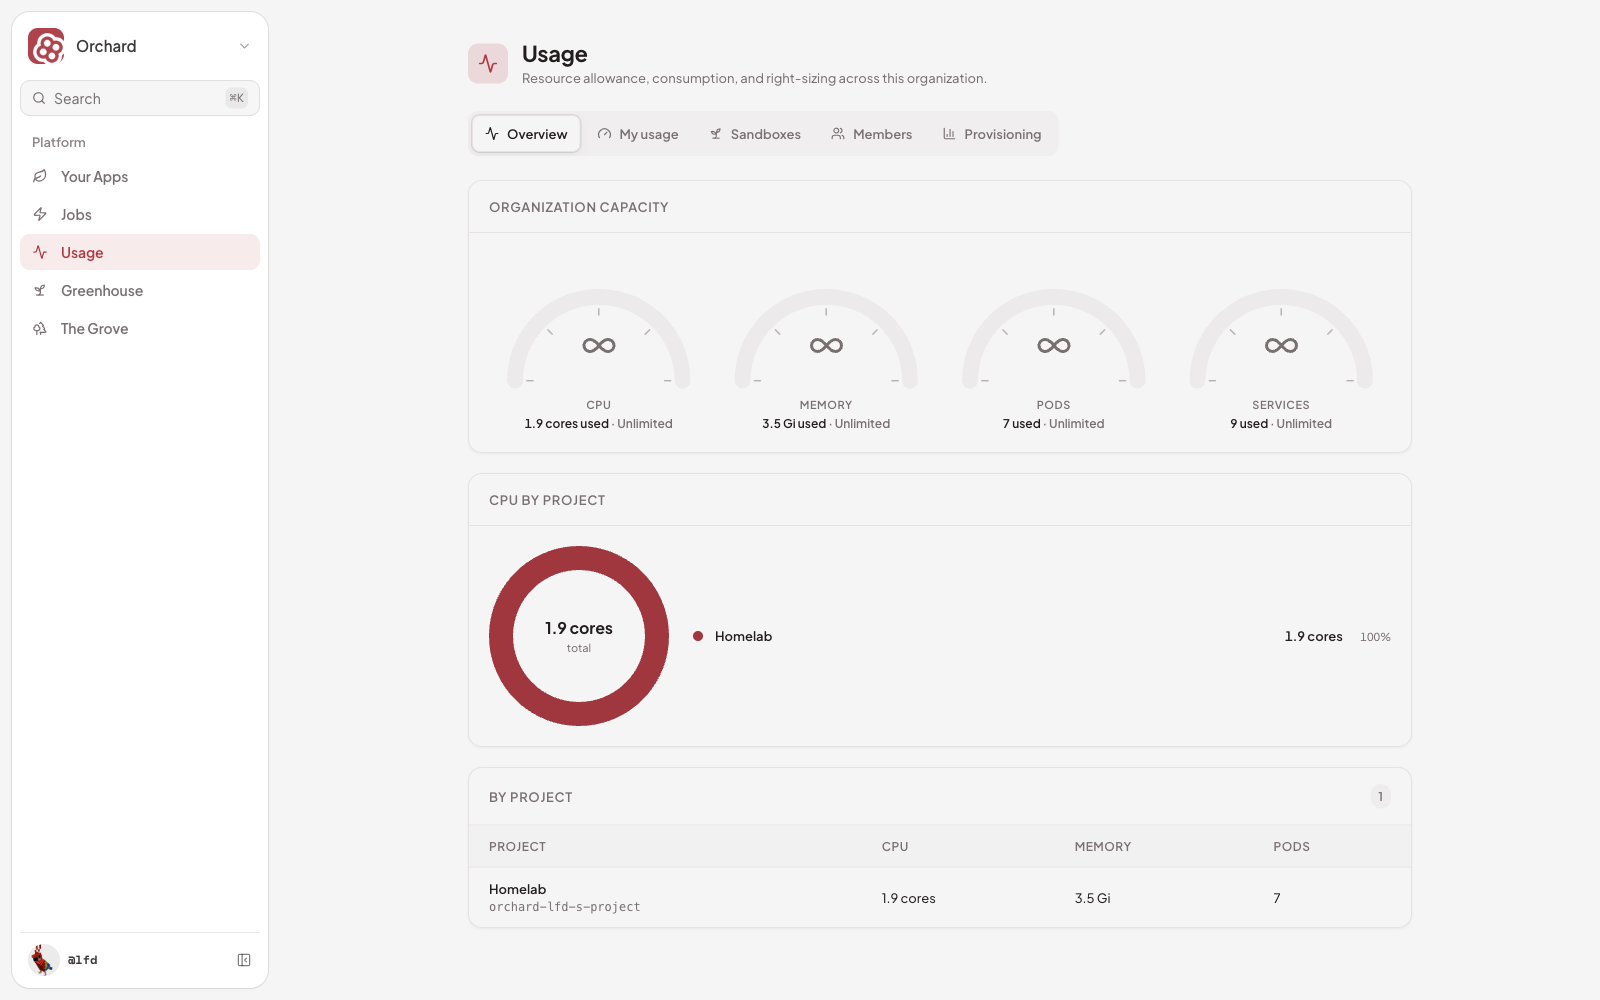 Orchard
Search
⌘K
Platform
Your Apps
Jobs
Usage
Greenhouse
The Grove
@lfd
Usage
Resource allowance, consumption, and right-sizing across this organization.
Overview
My usage
Sandboxes
Members
Provisioning
ORGANIZATION CAPACITY
∞
CPU
1.9 cores used · Unlimited
∞
MEMORY
3.5 Gi used · Unlimited
∞
PODS
7 used · Unlimited
∞
SERVICES
9 used · Unlimited
CPU BY PROJECT
1.9 cores
total
Homelab
1.9 cores
100%
BY PROJECT
1
PROJECT
CPU
MEMORY
PODS
Homelab
orchard-lfd-s-project
1.9 cores
3.5 Gi
7